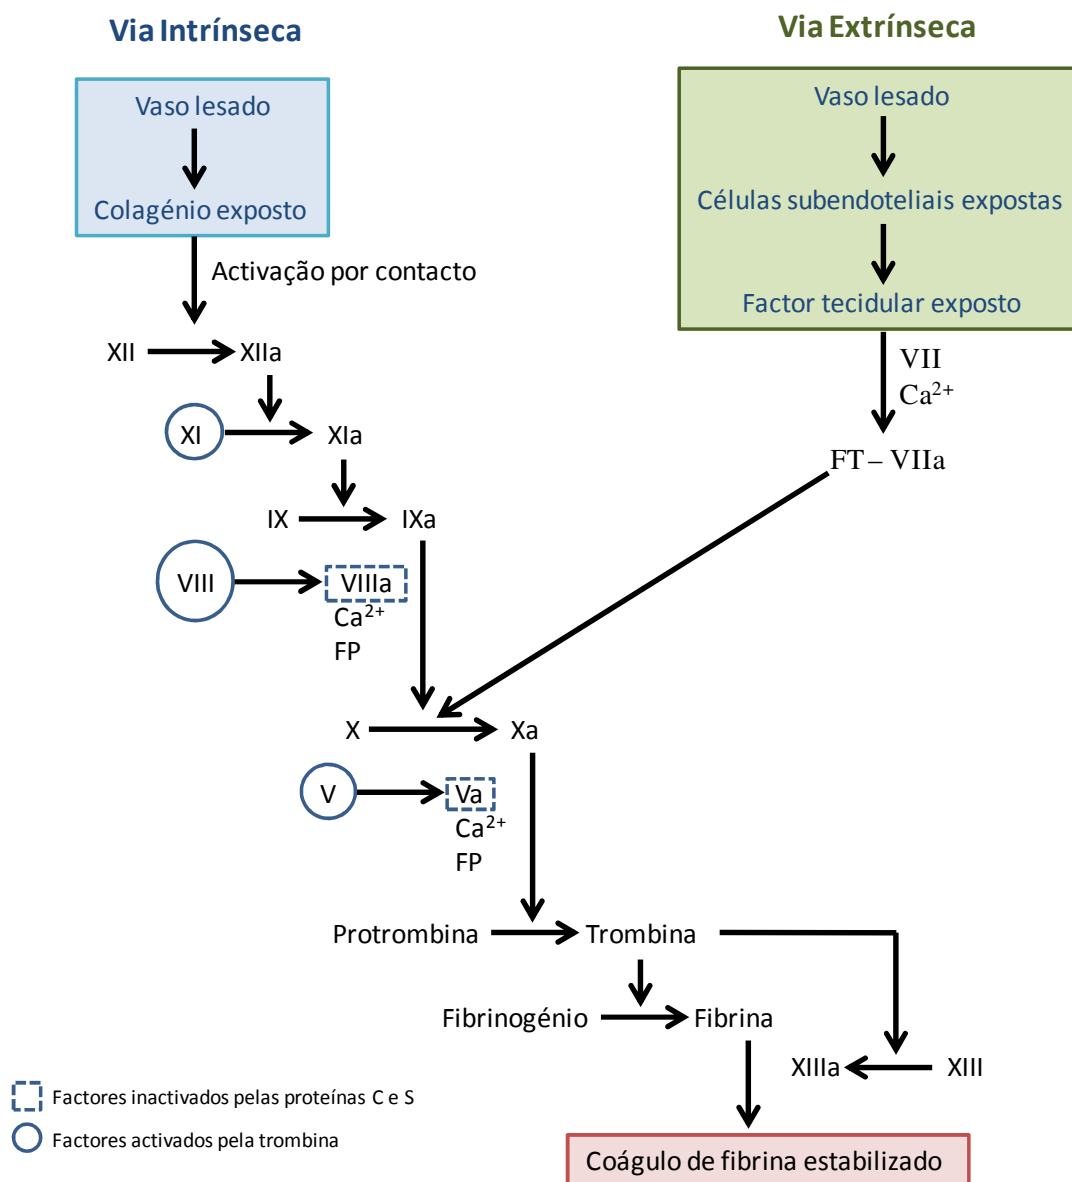 Via Intrínseca
Via Extrínseca
Vaso lesado
Colagénio exposto
Activação por contacto
Vaso lesado
Células subendoteliais expostas
Factor tecidular exposto
VII
Ca²⁺
FT – VIIa
XII
XIIa
XI
XIa
IX
IXa
VIII
VIIIa
Ca²⁺
FP
X
Xa
V
Va
Ca²⁺
FP
Protrombina
Trombina
Fibrinogénio
Fibrina
XIIIa
XIII
Coágulo de fibrina estabilizado
Factores inactivados pelas proteínas C e S
Factores activados pela trombina